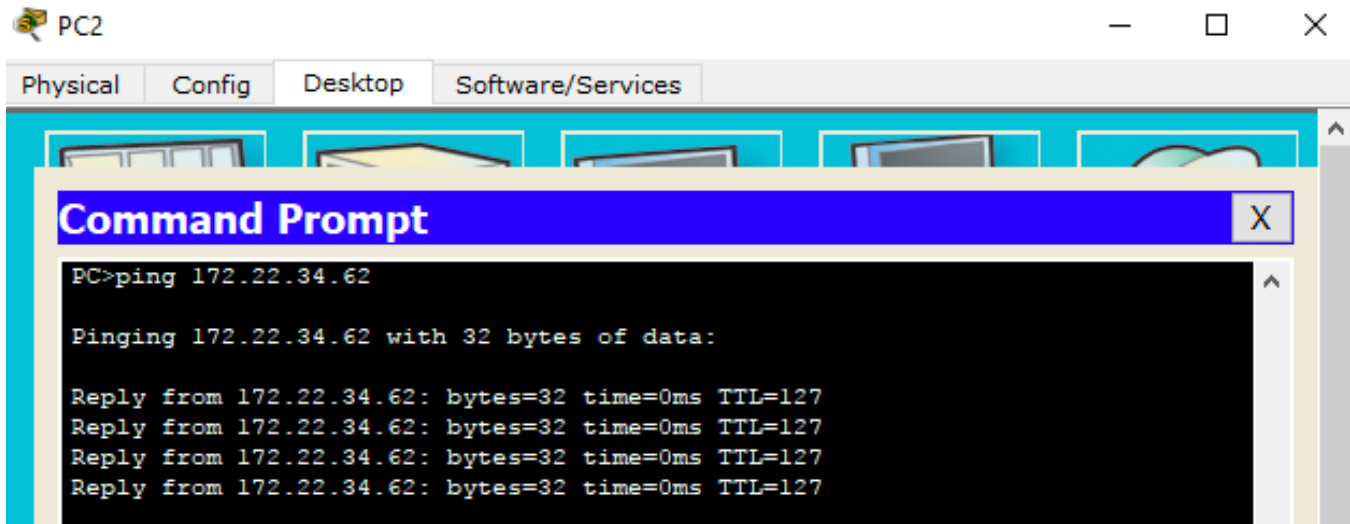 PC2
Physical Config Desktop Software/Services
Command Prompt X
PC>ping 172.22.34.62
Pinging 172.22.34.62 with 32 bytes of data:
Reply from 172.22.34.62: bytes=32 time=0ms TTL=127
Reply from 172.22.34.62: bytes=32 time=0ms TTL=127
Reply from 172.22.34.62: bytes=32 time=0ms TTL=127
Reply from 172.22.34.62: bytes=32 time=0ms TTL=127